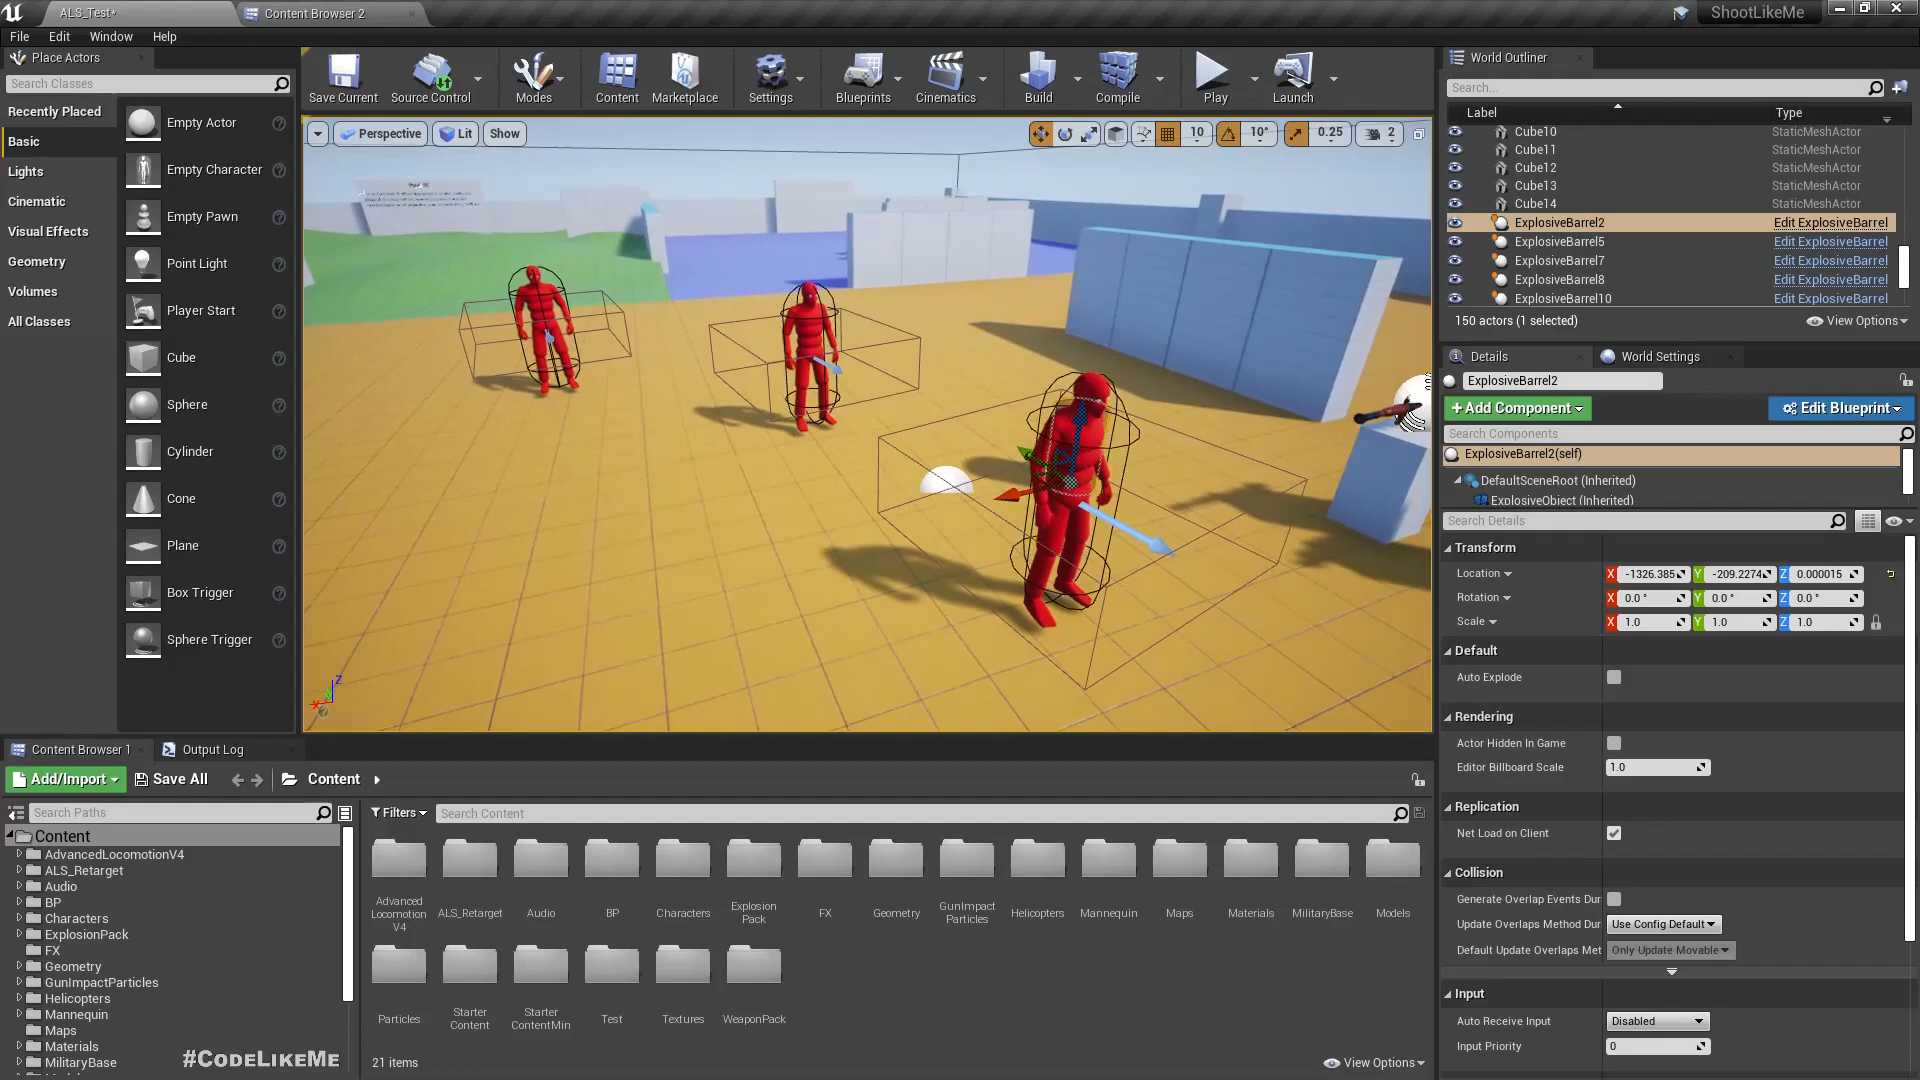 ALS_Test*
Content Browser 2
ShootLikeMe
File
Edit
Window
Help
Place Actors
World Outliner
Search Classes
Recently Placed
Basic
Lights
Cinematic
Visual Effects
Geometry
Volumes
All Classes
Empty Actor
Empty Character
Empty Pawn
Point Light
Player Start
Cube
Sphere
Cylinder
Cone
Plane
Box Trigger
Sphere Trigger
Save Current
Source Control
Modes
Content
Marketplace
Settings
Blueprints
Cinematics
Build
Compile
Play
Launch
Perspective
Lit
Show
10
10°
0.25
2
Z
Search...
Label
Type
Cube10
StaticMeshActor
Cube11
StaticMeshActor
Cube12
StaticMeshActor
Cube13
StaticMeshActor
Cube14
StaticMeshActor
ExplosiveBarrel2
Edit ExplosiveBarrel
ExplosiveBarrel5
Edit ExplosiveBarrel
ExplosiveBarrel7
Edit ExplosiveBarrel
ExplosiveBarrel8
Edit ExplosiveBarrel
ExplosiveBarrel10
Edit ExplosiveBarrel
150 actors (1 selected)
View Options
Details
World Settings
ExplosiveBarrel2
+Add Component
Edit Blueprint
Search Components
ExplosiveBarrel2(self)
DefaultSceneRoot (Inherited)
ExplosiveObject (Inherited)
Search Details
Transform
Location
X -1326.385 Y -209.2274 Z 0.000015
Rotation
X 0.0 ° Y 0.0 ° Z 0.0 °
Scale
X 1.0 Y 1.0 Z 1.0
Default
Auto Explode
Rendering
Actor Hidden In Game
Editor Billboard Scale
1.0
Replication
Net Load on Client
Collision
Generate Overlap Events Dur
Update Overlaps Method Dur
Use Config Default
Default Update Overlaps Met
Only Update Movable
Input
Auto Receive Input
Disabled
Input Priority
0
Content Browser 1
Output Log
Add/Import
Save All
Content
Search Paths
Content
AdvancedLocomotionV4
ALS_Retarget
Audio
BP
Characters
ExplosionPack
FX
Geometry
GunImpactParticles
Helicopters
Mannequin
Maps
Materials
MilitaryBase
#CodeLikeMe
Filters
Search Content
Advanced
Locomotion
V4
ALS_Retarget
Audio
BP
Characters
Explosion
Pack
FX
Geometry
GunImpact
Particles
Helicopters
Mannequin
Maps
Materials
MilitaryBase
Models
Particles
Starter
Content
Starter
ContentMin
Test
Textures
WeaponPack
21 items
View Options